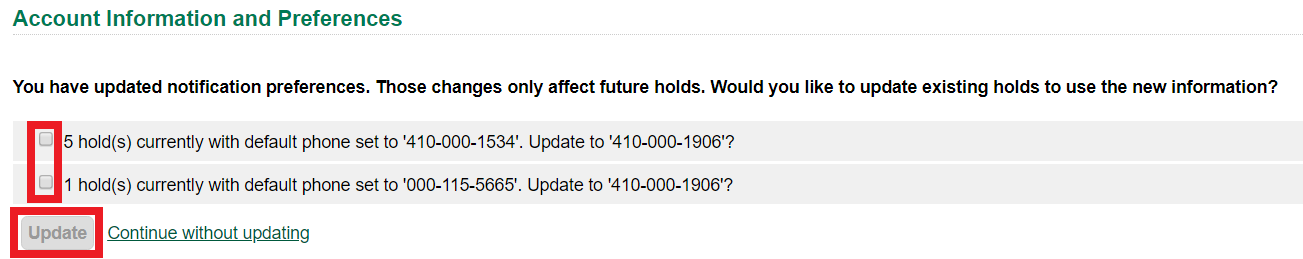 Account Information and Preferences
You have updated notification preferences. Those changes only affect future holds. Would you like to update existing holds to use the new information?
5 hold(s) currently with default phone set to '410-000-1534'. Update to '410-000-1906'?
1 hold(s) currently with default phone set to '000-115-5665'. Update to '410-000-1906'?
Update Continue without updating